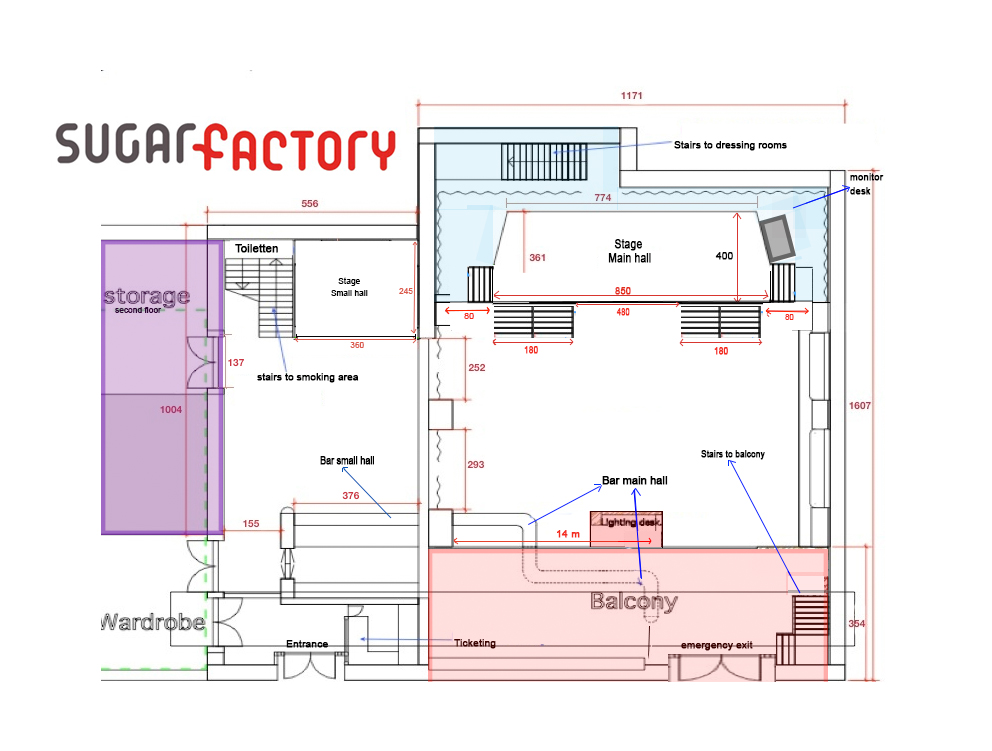 1171
SUGARFACTORY
Stairs to dressing rooms
monitor
desk
556
774
Toiletten
Stage
Main hall
361
400
Stage
Small hall
storage
second floor
245
850
480
80
80
360
180
180
137
252
stairs to smoking area
1004
1607
Stairs to balcony
Bar small hall
293
Bar main hall
376
155
Lighting desk
14 m
Balcony
Wardrobe
354
Entrance
Ticketing
emergency exit